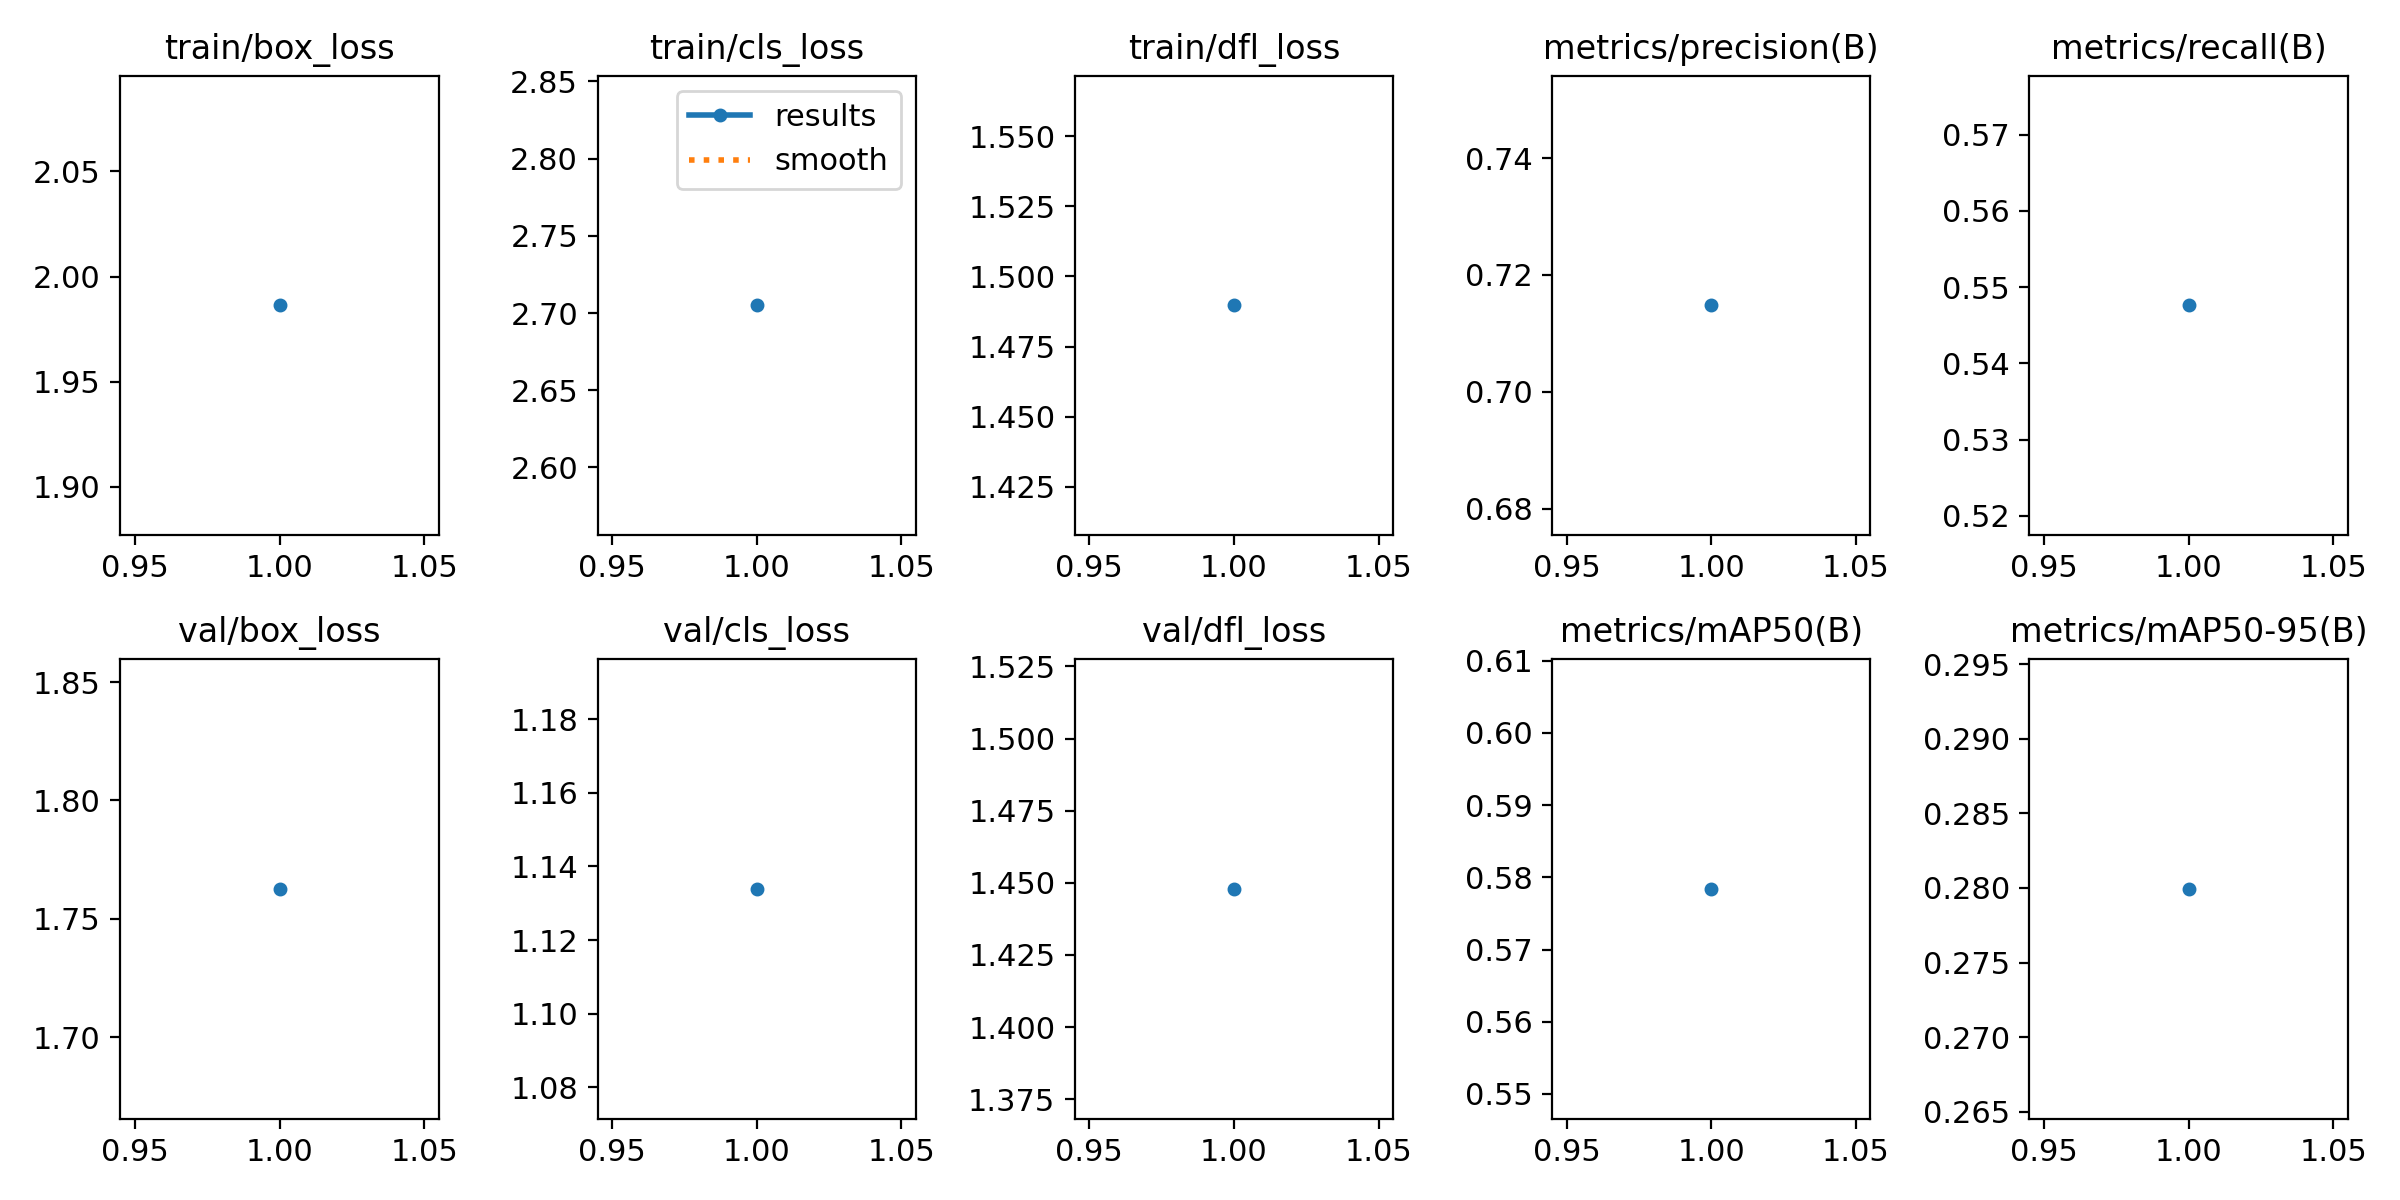 train/box_loss
2.05
2.00
1.95
1.90
0.95 1.00 1.05
train/cls_loss
results
smooth
2.85
2.80
2.75
2.70
2.65
2.60
0.95 1.00 1.05
train/dfl_loss
1.550
1.525
1.500
1.475
1.450
1.425
0.95 1.00 1.05
metrics/precision(B)
0.74
0.72
0.70
0.68
0.95 1.00 1.05
metrics/recall(B)
0.57
0.56
0.55
0.54
0.53
0.52
0.95 1.00 1.05
val/box_loss
1.85
1.80
1.75
1.70
0.95 1.00 1.05
val/cls_loss
1.18
1.16
1.14
1.12
1.10
1.08
0.95 1.00 1.05
val/dfl_loss
1.525
1.500
1.475
1.450
1.425
1.400
1.375
0.95 1.00 1.05
metrics/mAP50(B)
0.61
0.60
0.59
0.58
0.57
0.56
0.55
0.95 1.00 1.05
metrics/mAP50-95(B)
0.295
0.290
0.285
0.280
0.275
0.270
0.265
0.95 1.00 1.05